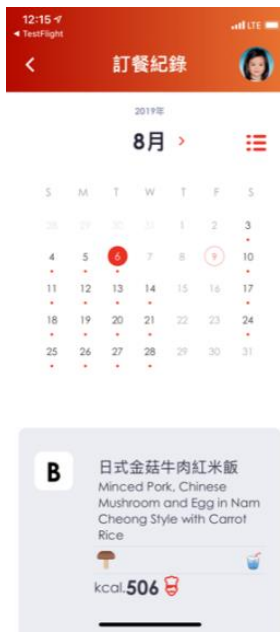 12:15
LTE
◀ TestFlight
訂餐紀錄
2019年
8月 >
S M T W T F S
28 29 30 31 1 2 3
4 5 6 7 8 9 10
11 12 13 14 15 16 17
18 19 20 21 22 23 24
25 26 27 28 29 30 31
B
日式金菇牛肉紅米飯
Minced Pork, Chinese
Mushroom and Egg in Nam
Cheong Style with Carrot
Rice
kcal.506